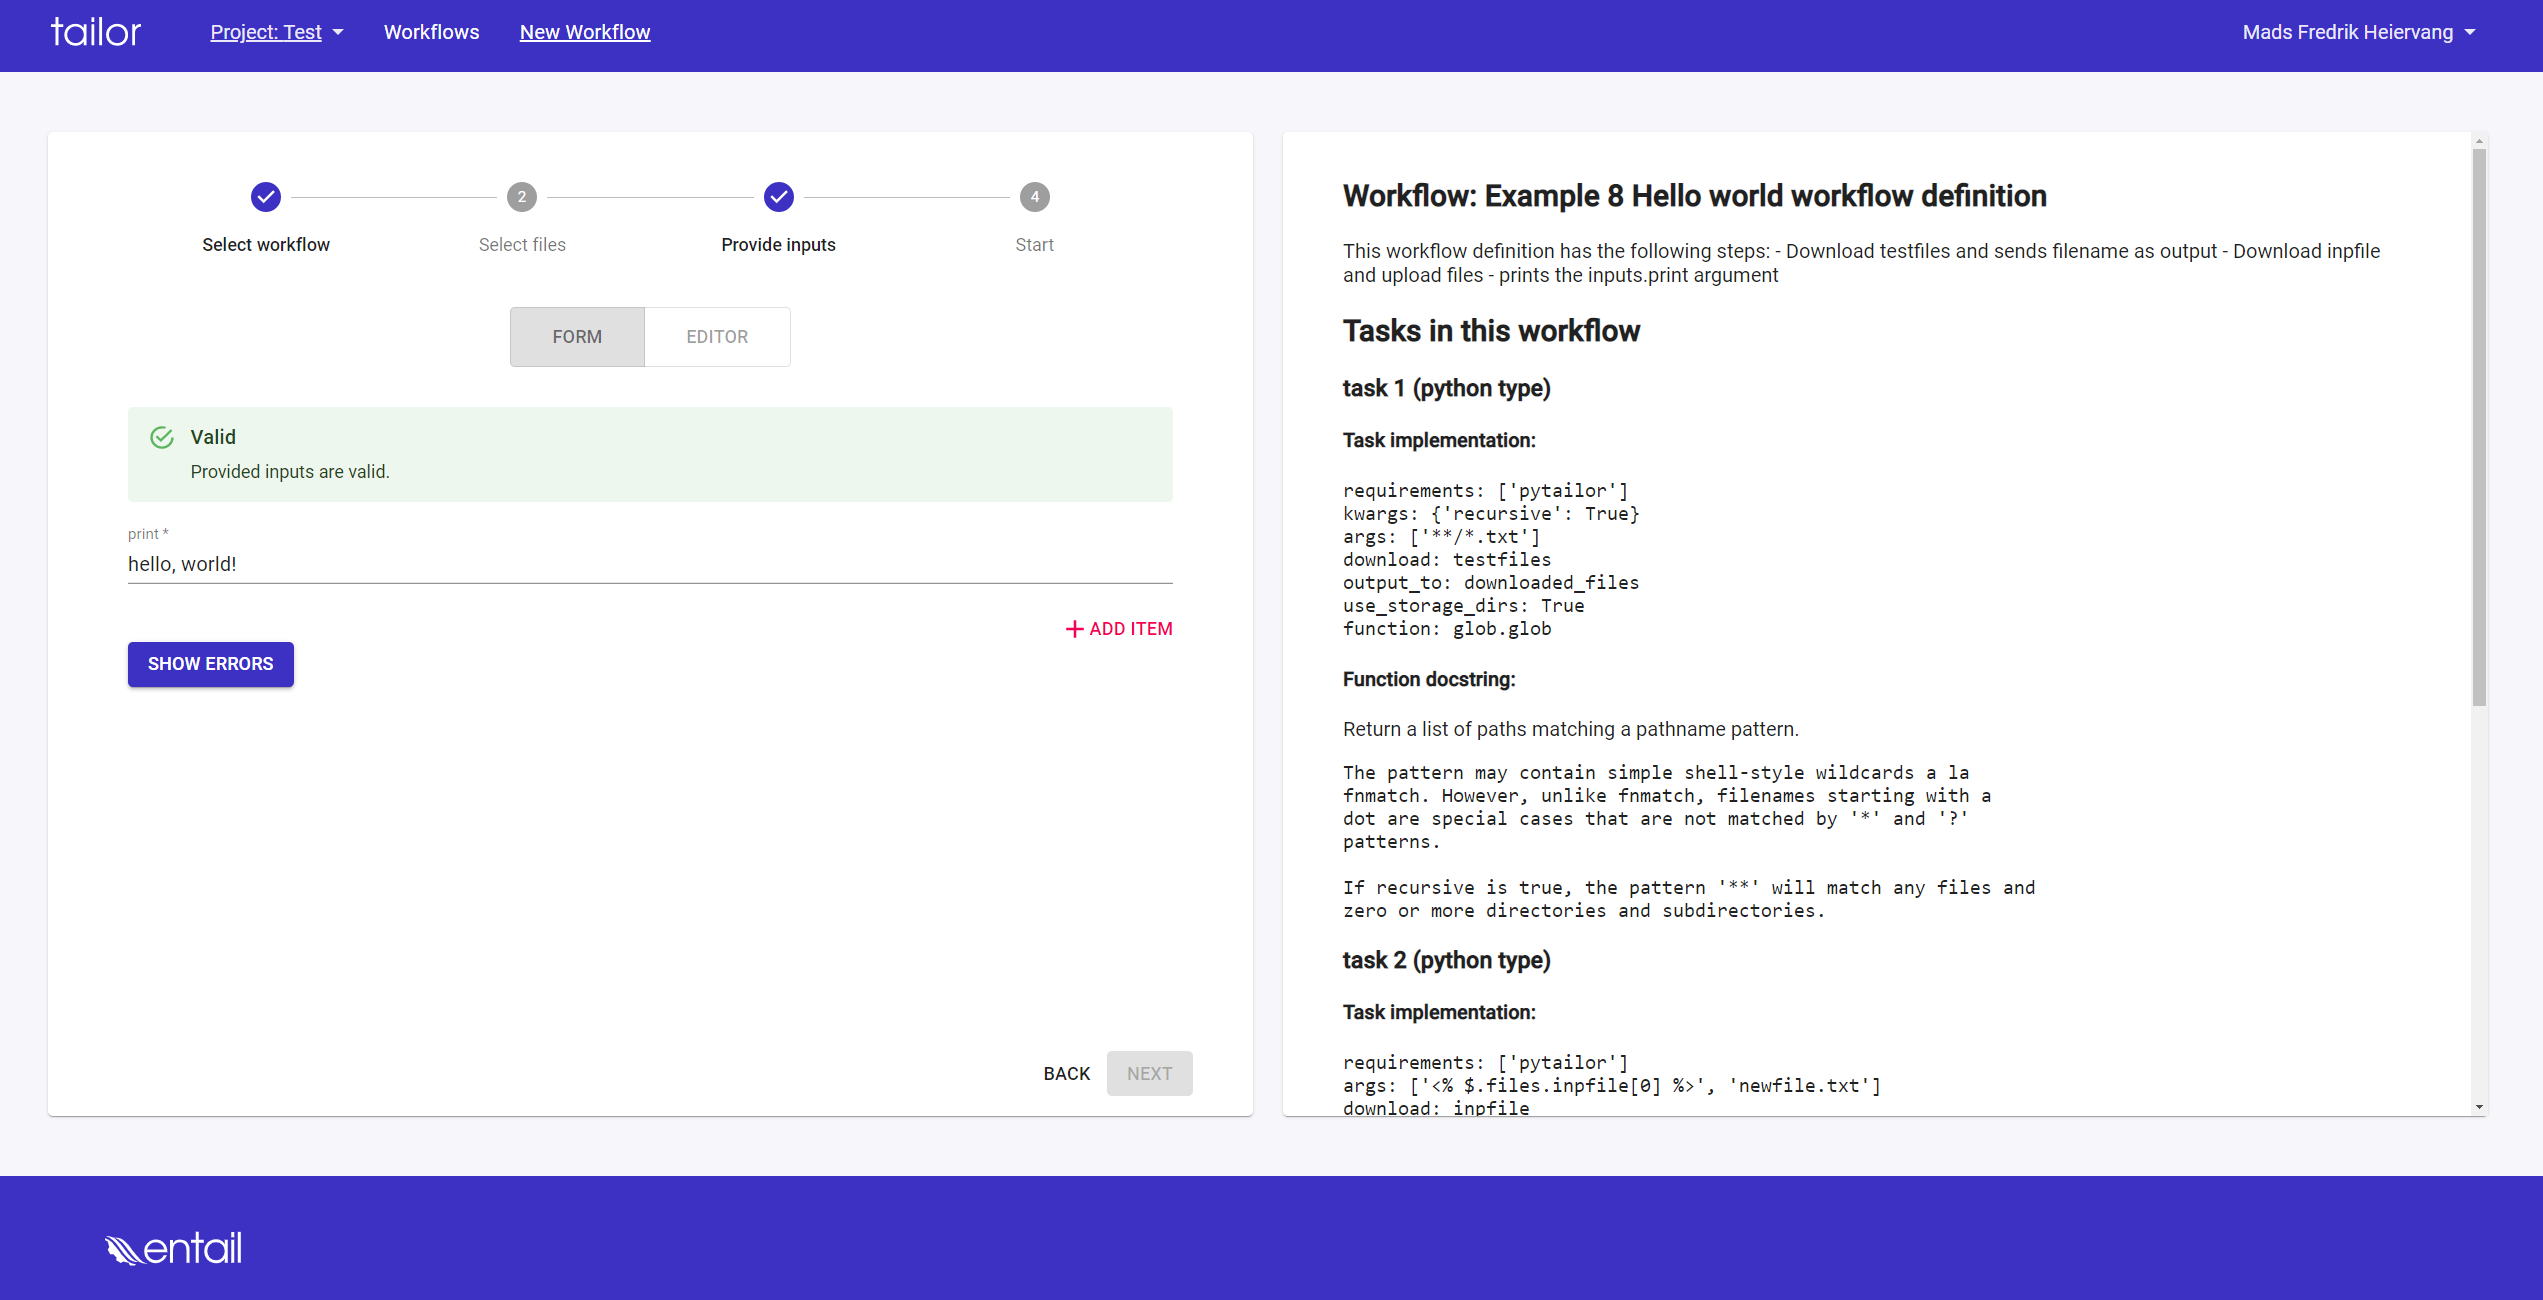 tailor
Project: Test
Workflows
New Workflow
Mads Fredrik Heiervang
2
4
Select workflow
Select files
Provide inputs
Start
FORM
EDITOR
Valid
Provided inputs are valid.
print *
hello, world!
+ ADD ITEM
SHOW ERRORS
BACK
NEXT
Workflow: Example 8 Hello world workflow definition
This workflow definition has the following steps: - Download testfiles and sends filename as output - Download inpfile
and upload files - prints the inputs.print argument
Tasks in this workflow
task 1 (python type)
Task implementation:
requirements: ['pytailor']
kwargs: {'recursive': True}
args: ['**/*.txt']
download: testfiles
output_to: downloaded_files
use_storage_dirs: True
function: glob.glob
Function docstring:
Return a list of paths matching a pathname pattern.
The pattern may contain simple shell-style wildcards a la
fnmatch. However, unlike fnmatch, filenames starting with a
dot are special cases that are not matched by '*' and '?'
patterns.
If recursive is true, the pattern '**' will match any files and
zero or more directories and subdirectories.
task 2 (python type)
Task implementation:
requirements: ['pytailor']
args: ['<% $.files.inpfile[0] %>', 'newfile.txt']
download: inpfile
entail